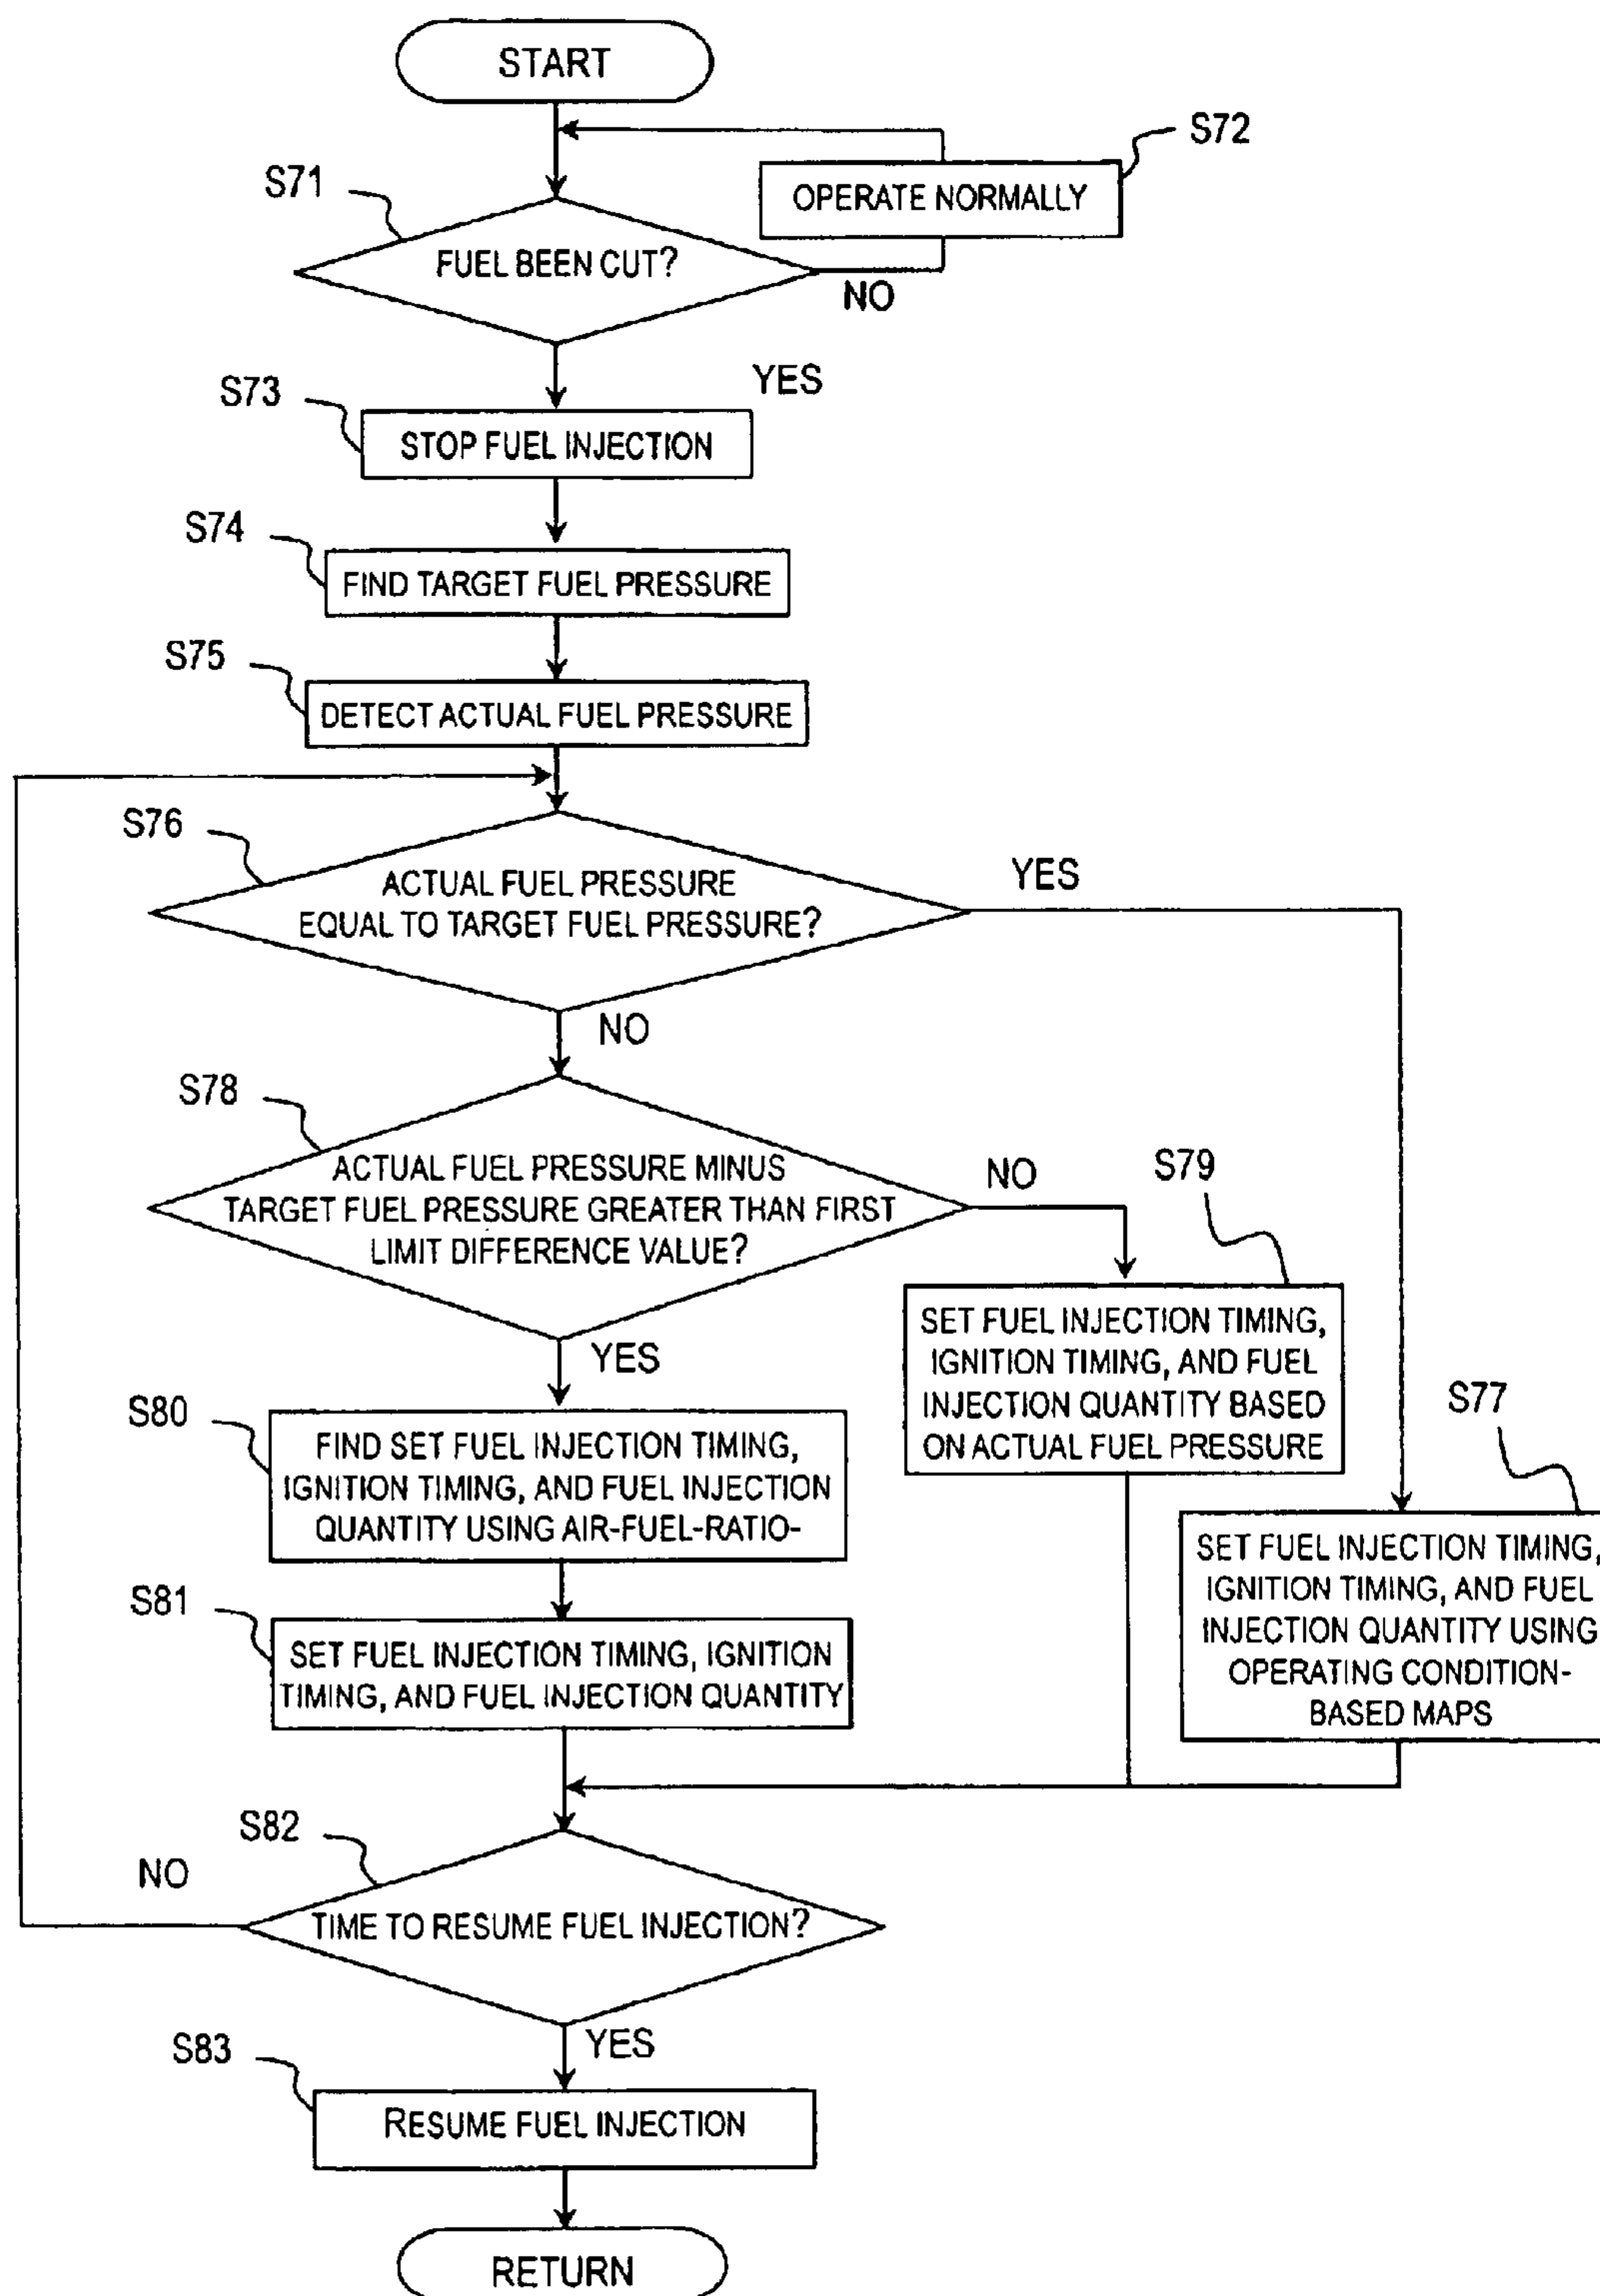 START
S72
OPERATE NORMALLY
S71
FUEL BEEN CUT?
NO
YES
S73
STOP FUEL INJECTION
S74
FIND TARGET FUEL PRESSURE
S75
DETECT ACTUAL FUEL PRESSURE
S76
ACTUAL FUEL PRESSURE
EQUAL TO TARGET FUEL PRESSURE?
YES
NO
S78
ACTUAL FUEL PRESSURE MINUS
TARGET FUEL PRESSURE GREATER THAN FIRST
LIMIT DIFFERENCE VALUE?
NO
S79
SET FUEL INJECTION TIMING,
IGNITION TIMING, AND FUEL
INJECTION QUANTITY BASED
ON ACTUAL FUEL PRESSURE
YES
S80
FIND SET FUEL INJECTION TIMING,
IGNITION TIMING, AND FUEL INJECTION
QUANTITY USING AIR-FUEL-RATIO-
S77
SET FUEL INJECTION TIMING,
IGNITION TIMING, AND FUEL
INJECTION QUANTITY USING
OPERATING CONDITION-
BASED MAPS
S81
SET FUEL INJECTION TIMING, IGNITION
TIMING, AND FUEL INJECTION QUANTITY
S82
NO
TIME TO RESUME FUEL INJECTION?
YES
S83
RESUME FUEL INJECTION
RETURN